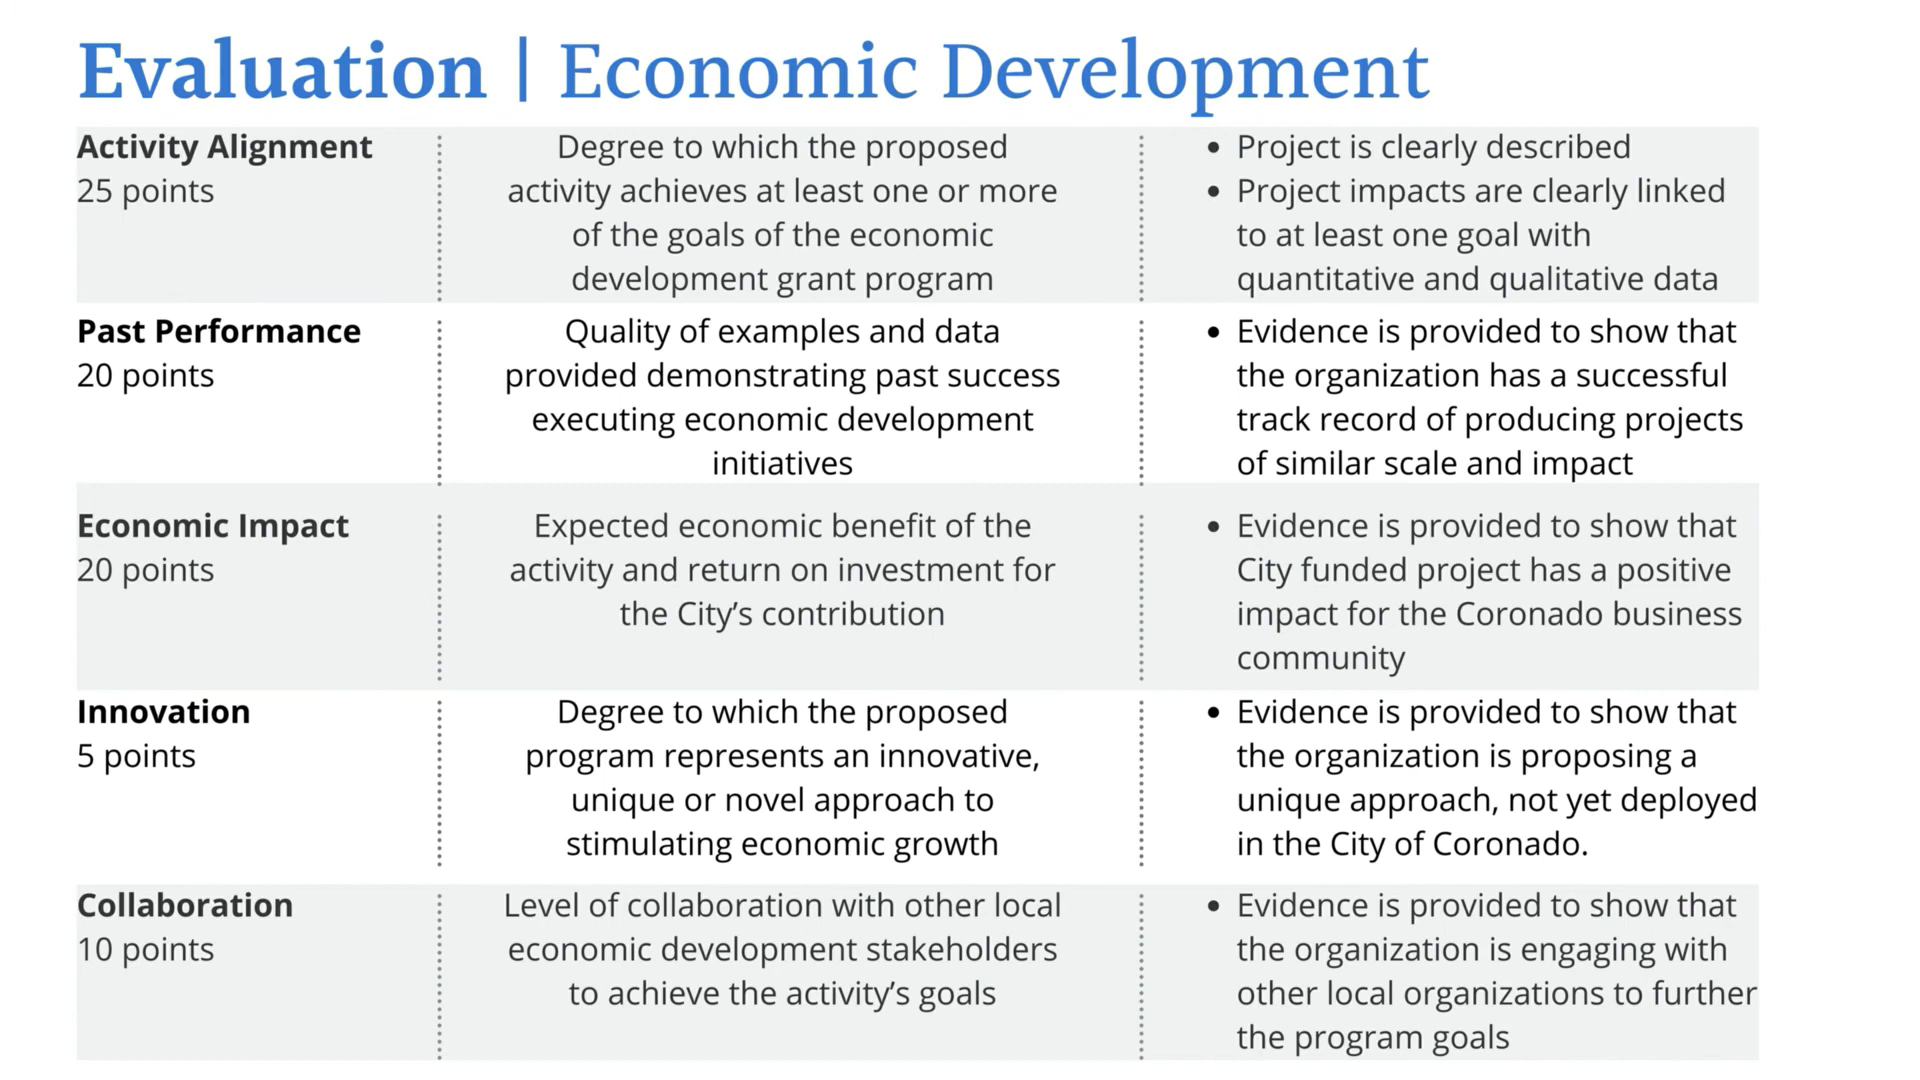 Evaluation | Economic Development
Activity Alignment
25 points
Degree to which the proposed
activity achieves at least one or more
of the goals of the economic
development grant program
• Project is clearly described
• Project impacts are clearly linked
to at least one goal with
quantitative and qualitative data
Past Performance
20 points
Quality of examples and data
provided demonstrating past success
executing economic development
initiatives
• Evidence is provided to show that
the organization has a successful
track record of producing projects
of similar scale and impact
Economic Impact
20 points
Expected economic benefit of the
activity and return on investment for
the City’s contribution
• Evidence is provided to show that
City funded project has a positive
impact for the Coronado business
community
Innovation
5 points
Degree to which the proposed
program represents an innovative,
unique or novel approach to
stimulating economic growth
• Evidence is provided to show that
the organization is proposing a
unique approach, not yet deployed
in the City of Coronado.
Collaboration
10 points
Level of collaboration with other local
economic development stakeholders
to achieve the activity’s goals
• Evidence is provided to show that
the organization is engaging with
other local organizations to further
the program goals